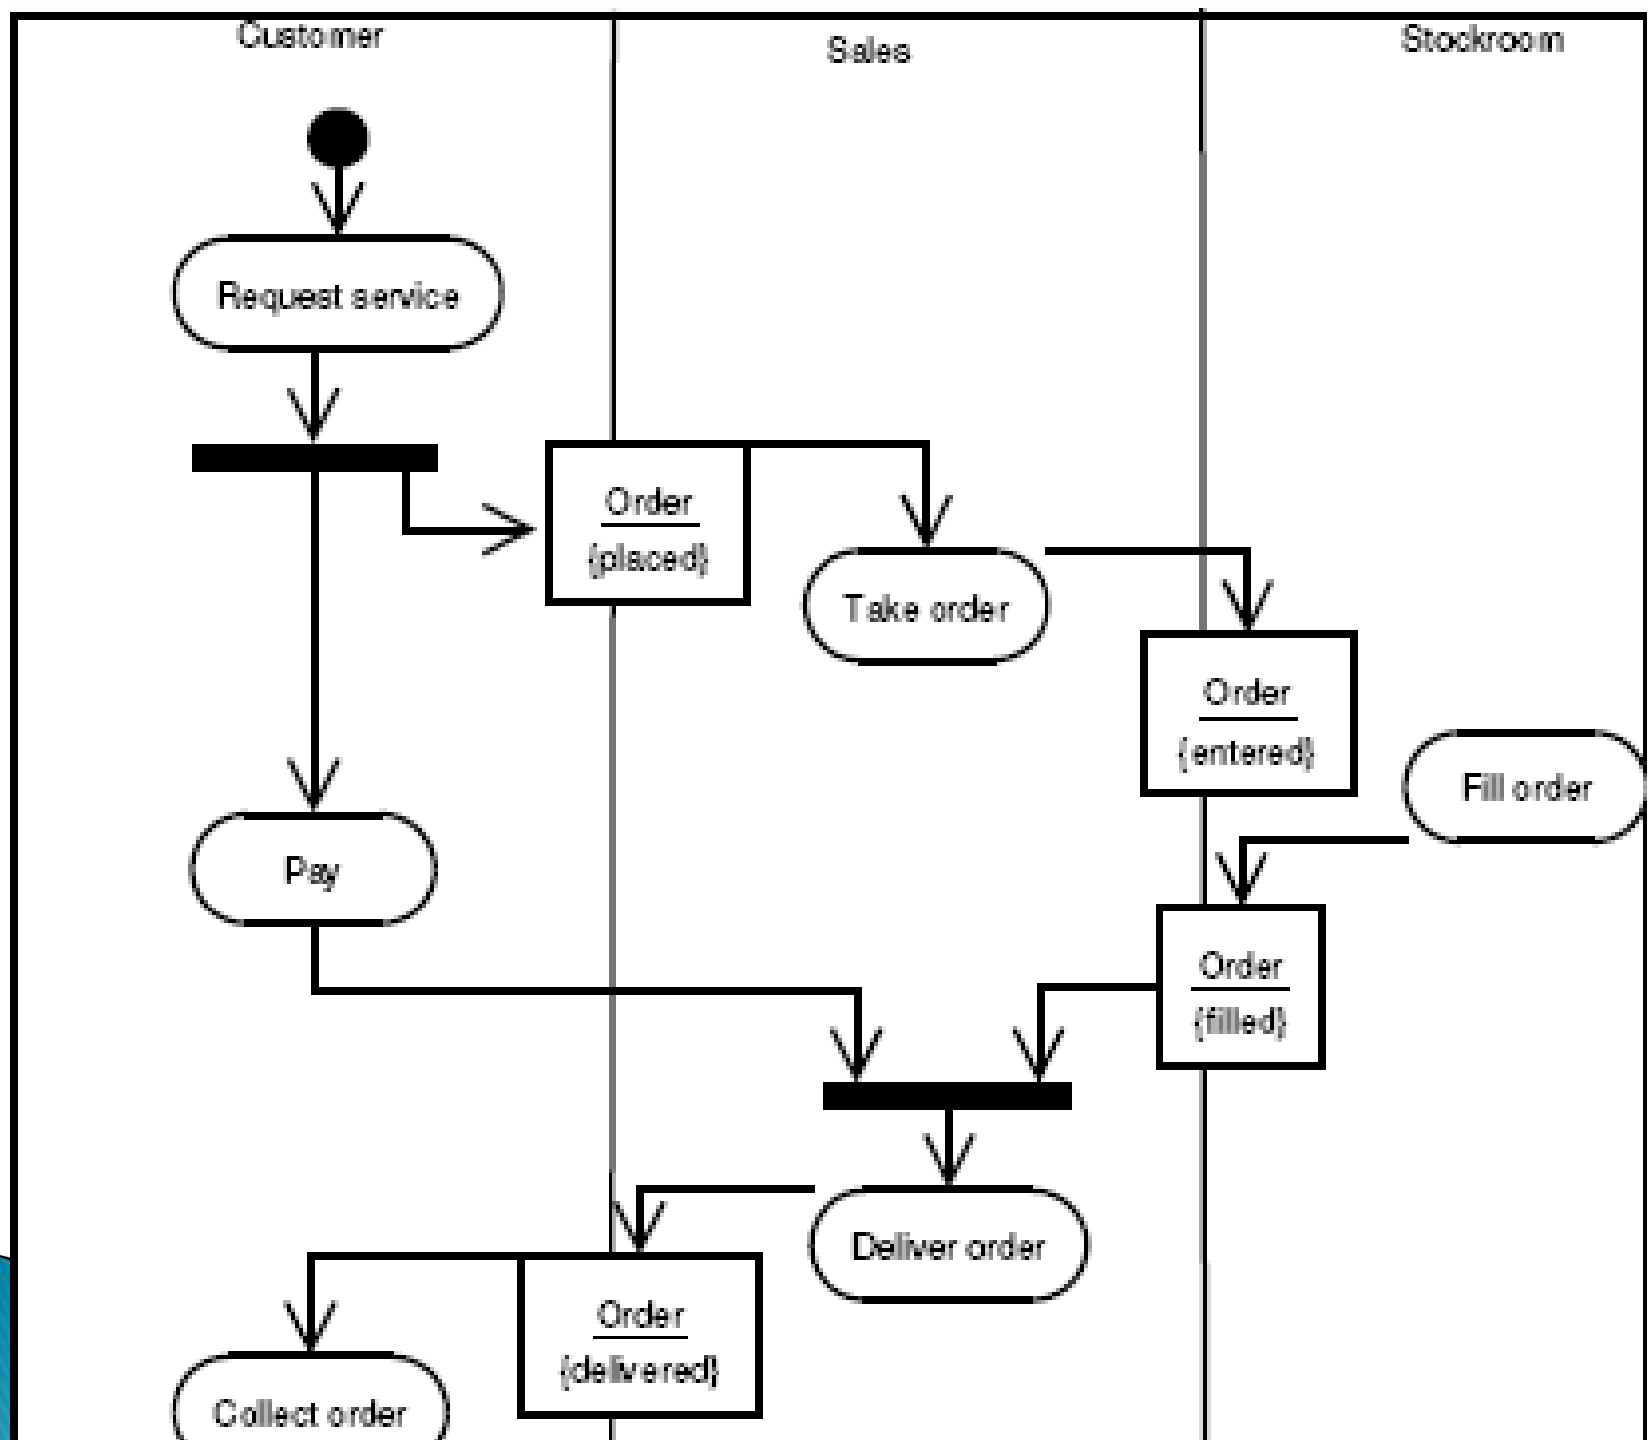 Customer
Sales
Stockroom
Request service
Order
{placed}
Take order
Order
{entered}
Fill order
Pay
Order
{filled}
Deliver order
Order
{delivered}
Collect order